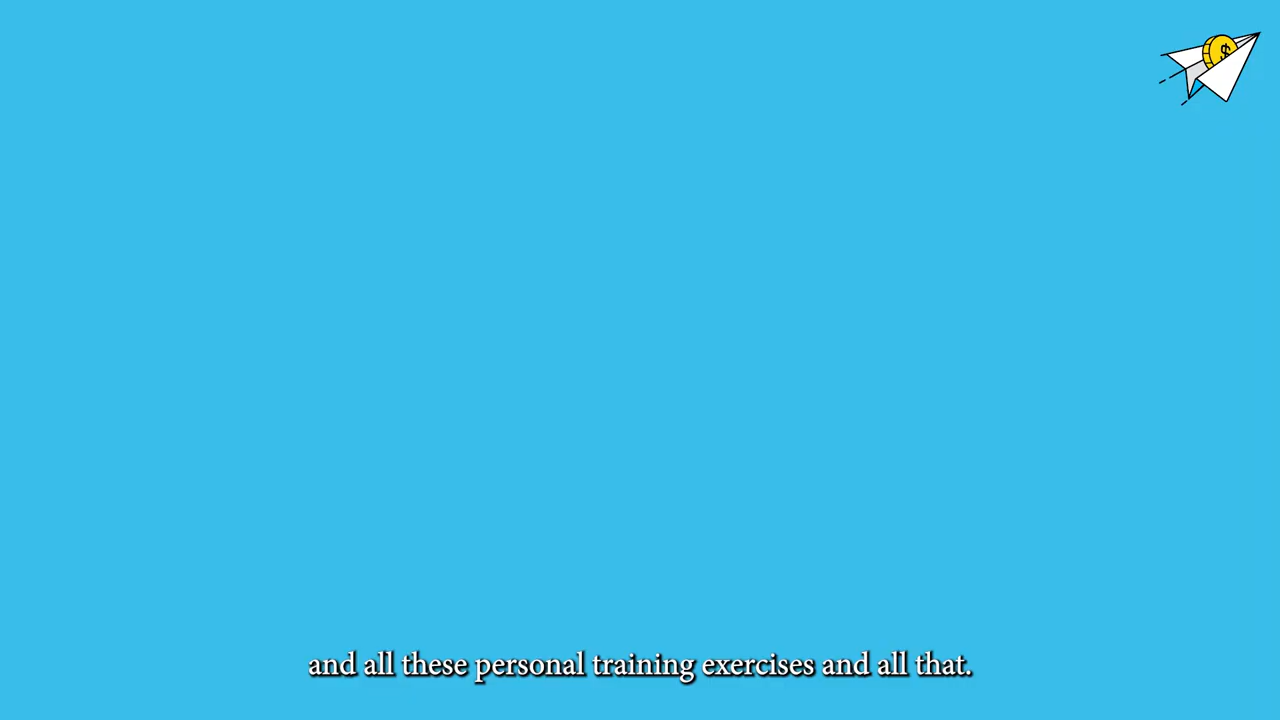 $
and all these personal training exercises and all that.